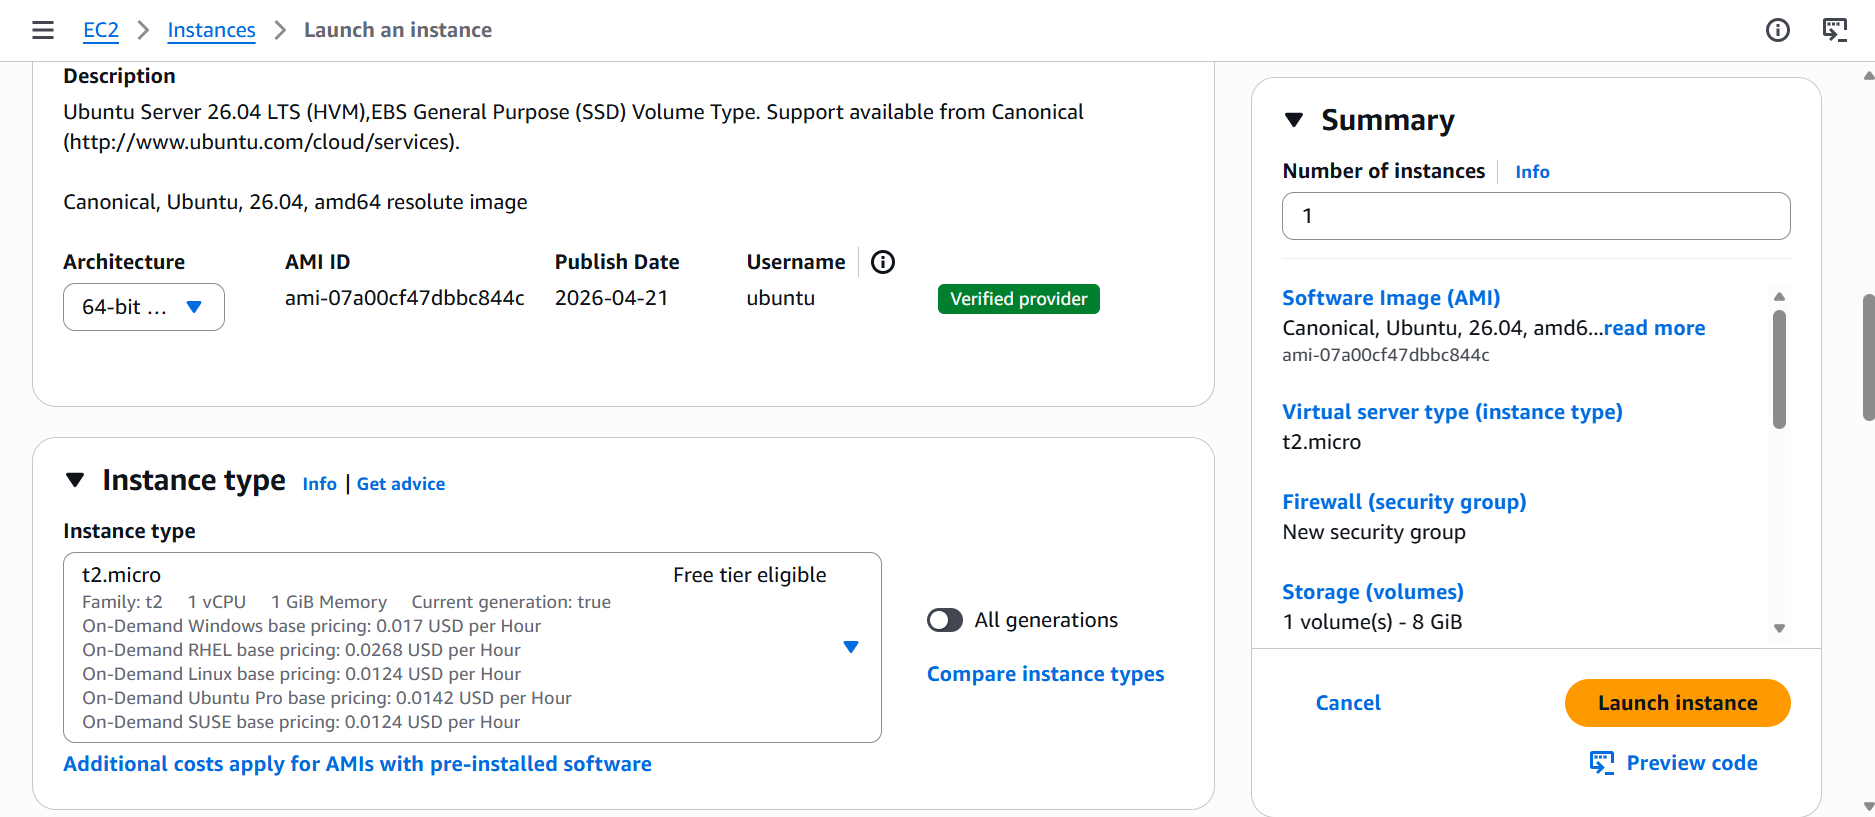 EC2 > Instances > Launch an instance
Description
Ubuntu Server 26.04 LTS (HVM),EBS General Purpose (SSD) Volume Type. Support available from Canonical
(http://www.ubuntu.com/cloud/services).
Canonical, Ubuntu, 26.04, amd64 resolute image
Architecture
64-bit ...
AMI ID
ami-07a00cf47dbbc844c
Publish Date
2026-04-21
Username
ubuntu
Verified provider
Instance type Info | Get advice
Instance type
t2.micro Free tier eligible
Family: t2 1 vCPU 1 GiB Memory Current generation: true
On-Demand Windows base pricing: 0.017 USD per Hour
On-Demand RHEL base pricing: 0.0268 USD per Hour
On-Demand Linux base pricing: 0.0124 USD per Hour
On-Demand Ubuntu Pro base pricing: 0.0142 USD per Hour
On-Demand SUSE base pricing: 0.0124 USD per Hour
All generations
Compare instance types
Additional costs apply for AMIs with pre-installed software
Summary
Number of instances Info
1
Software Image (AMI)
Canonical, Ubuntu, 26.04, amd6...read more
ami-07a00cf47dbbc844c
Virtual server type (instance type)
t2.micro
Firewall (security group)
New security group
Storage (volumes)
1 volume(s) - 8 GiB
Cancel
Launch instance
Preview code